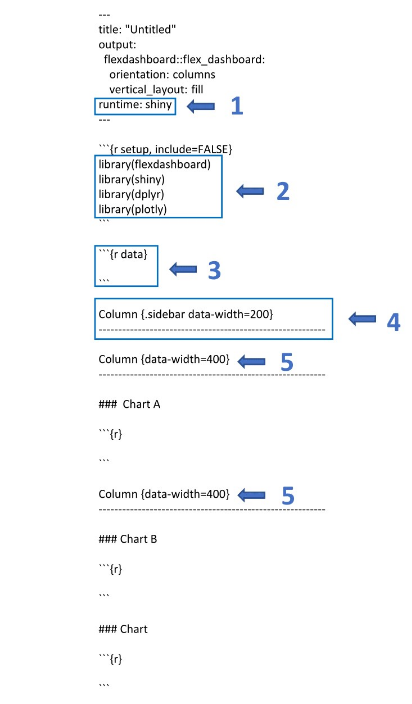 ---
title: "Untitled"
output:
flexdashboard::flex_dashboard:
orientation: columns
vertical_layout: fill
runtime: shiny 1
---
```{r setup, include=FALSE}
library(flexdashboard)
library(shiny)
library(dplyr) 2
library(plotly)
```
```{r data}
3
```
Column {.sidebar data-width=200}
4
-----------------------------------------------------------------------
Column {data-width=400} 5
-----------------------------------------------------------------------
### Chart A
```{r}
```
Column {data-width=400} 5
-----------------------------------------------------------------------
### Chart B
```{r}
```
### Chart
```{r}
```